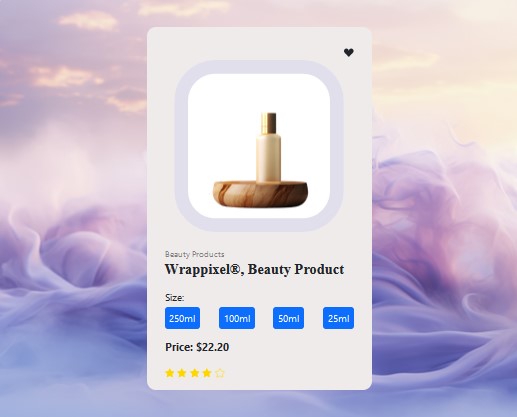 Beauty Products
Wrappixel®, Beauty Product
Size:
250ml 100ml 50ml 25ml
Price: $22.20